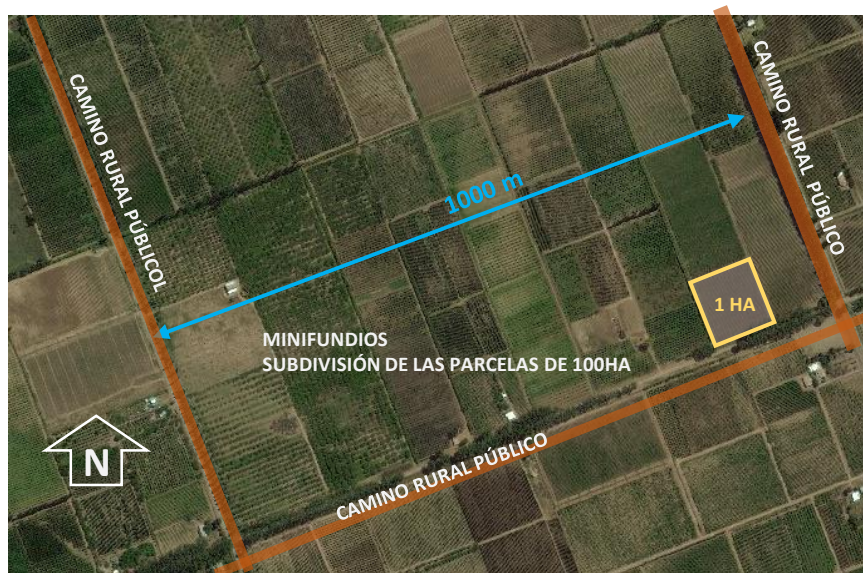 CAMINO RURAL PÚBLICOL
CAMINO RURAL  PÚBLICO
1000 m
1 HA
MINIFUNDIOS
SUBDIVISIÓN DE LAS PARCELAS DE 100HA
N
CAMINO RURAL PÚBLICO